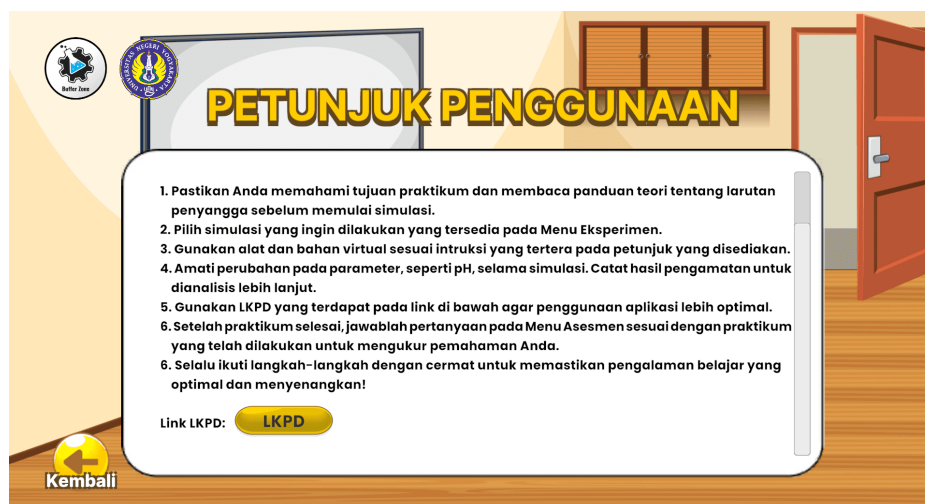 Buffer Zone
UNIVERSITAS NEGERI YOGYAKARTA
PETUNJUK PENGGUNAAN
1. Pastikan Anda memahami tujuan praktikum dan membaca panduan teori tentang larutan
penyangga sebelum memulai simulasi.
2. Pilih simulasi yang ingin dilakukan yang tersedia pada Menu Eksperimen.
3. Gunakan alat dan bahan virtual sesuai intruksi yang tertera pada petunjuk yang disediakan.
4. Amati perubahan pada parameter, seperti pH, selama simulasi. Catat hasil pengamatan untuk
dianalisis lebih lanjut.
5. Gunakan LKPD yang terdapat pada link di bawah agar penggunaan aplikasi lebih optimal.
6. Setelah praktikum selesai, jawablah pertanyaan pada Menu Asesmen sesuai dengan praktikum
yang telah dilakukan untuk mengukur pemahaman Anda.
6. Selalu ikuti langkah-langkah dengan cermat untuk memastikan pengalaman belajar yang
optimal dan menyenangkan!
Link LKPD: LKPD
Kembali